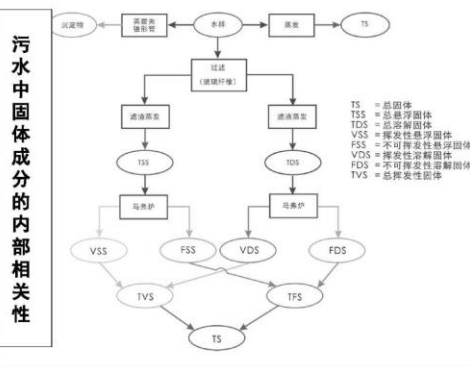 污水中固体成分的内部相关性
沉淀物
英霍夫
锥形管
水样
蒸发
TS
过滤
(玻璃纤维)
滤渣蒸发
滤液蒸发
TSS
TDS
马弗炉
马弗炉
VSS
FSS
VDS
FDS
TVS
TFS
TS
TS =总固体
TSS =总悬浮固体
TDS =总溶解固体
VSS =挥发性悬浮固体
FSS =不可挥发性悬浮固体
VDS =挥发性溶解固体
FDS =不可挥发性溶解固体
TVS =总挥发性固体